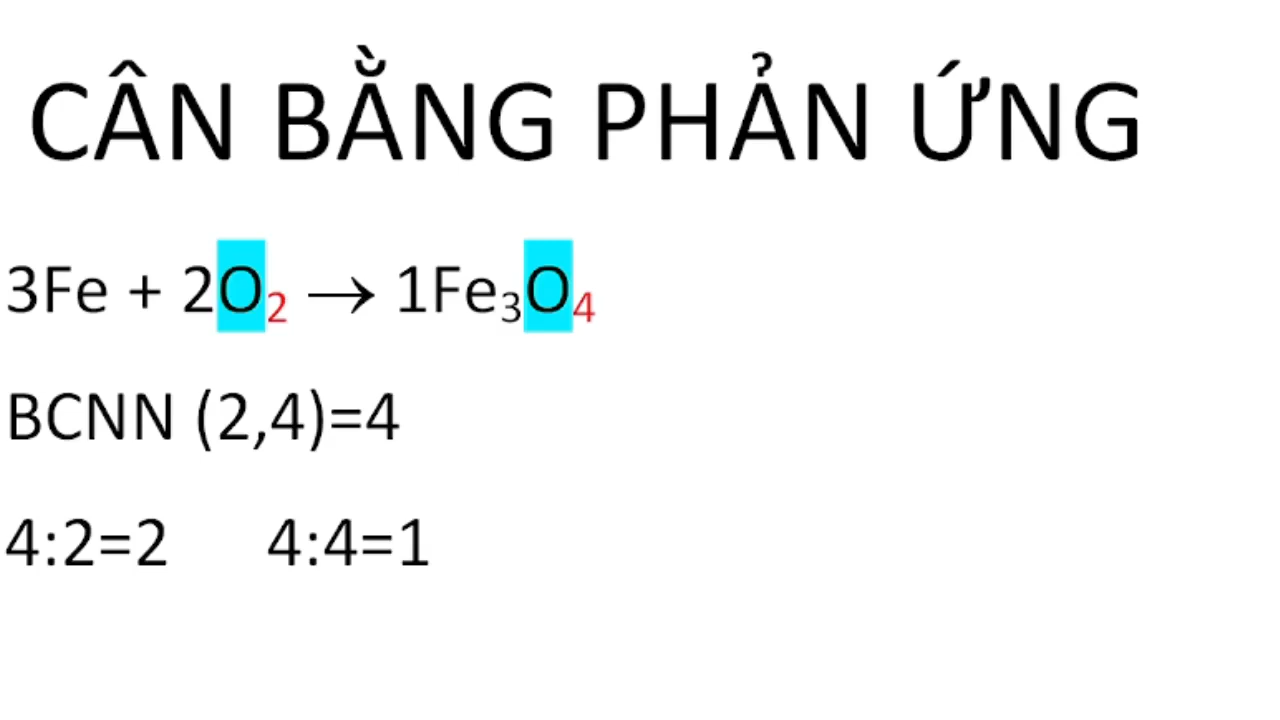 CÂN BẰNG PHẢN ỨNG
3Fe + 2O₂ → 1Fe₃O₄
BCNN (2,4)=4
4:2=2 4:4=1